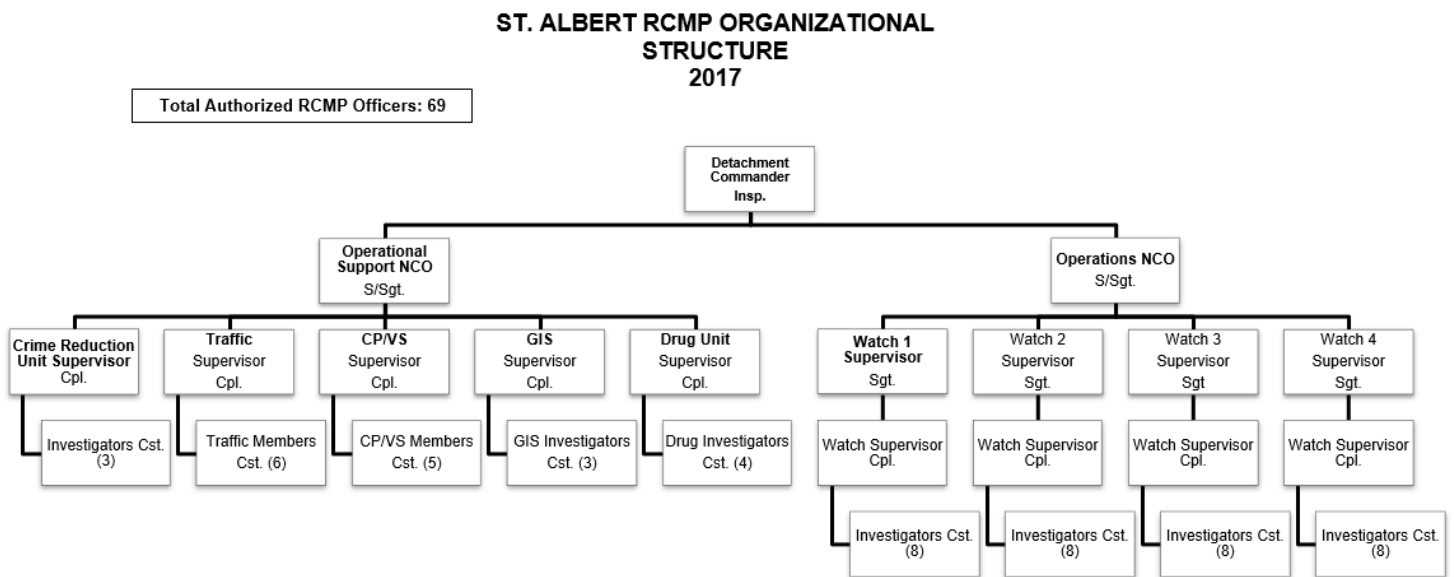 ST. ALBERT RCMP ORGANIZATIONAL
STRUCTURE
2017
Total Authorized RCMP Officers: 69
Detachment
Commander
Insp.
Operational
Support NCO
S/Sgt.
Operations NCO
S/Sgt.
Crime Reduction
Unit Supervisor
Cpl.
Traffic
Supervisor
Cpl.
CP/VS
Supervisor
Cpl.
GIS
Supervisor
Cpl.
Drug Unit
Supervisor
Cpl.
Watch 1
Supervisor
Sgt.
Watch 2
Supervisor
Sgt.
Watch 3
Supervisor
Sgt
Watch 4
Supervisor
Sgt.
Investigators Cst.
(3)
Traffic Members
Cst. (6)
CP/VS Members
Cst. (5)
GIS Investigators
Cst. (3)
Drug Investigators
Cst. (4)
Watch Supervisor
Cpl.
Watch Supervisor
Cpl.
Watch Supervisor
Cpl.
Watch Supervisor
Cpl.
Investigators Cst.
(8)
Investigators Cst.
(8)
Investigators Cst.
(8)
Investigators Cst.
(8)